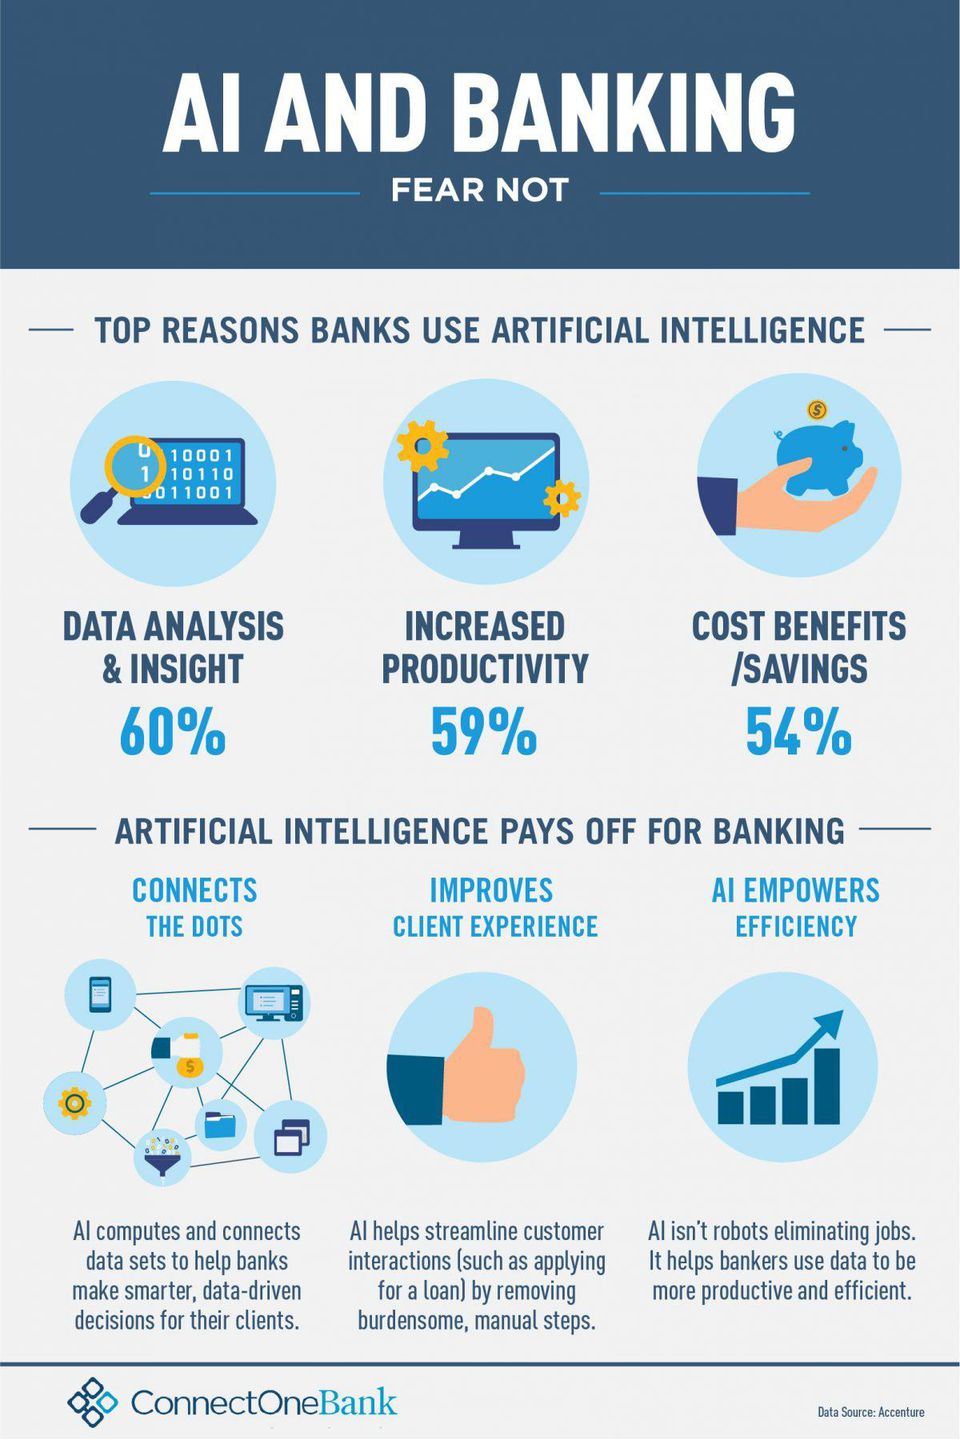 AI AND BANKING
FEAR NOT
TOP REASONS BANKS USE ARTIFICIAL INTELLIGENCE
0
10001
1
10110
011001
$
DATA ANALYSIS
& INSIGHT
60%
INCREASED
PRODUCTIVITY
59%
COST BENEFITS
/SAVINGS
54%
ARTIFICIAL INTELLIGENCE PAYS OFF FOR BANKING
CONNECTS
THE DOTS
IMPROVES
CLIENT EXPERIENCE
AI EMPOWERS
EFFICIENCY
$
AI computes and connects
data sets to help banks
make smarter, data-driven
decisions for their clients.
AI helps streamline customer
interactions (such as applying
for a loan) by removing
burdensome, manual steps.
AI isn't robots eliminating jobs.
It helps bankers use data to be
more productive and efficient.
ConnectOneBank
Data Source: Accenture